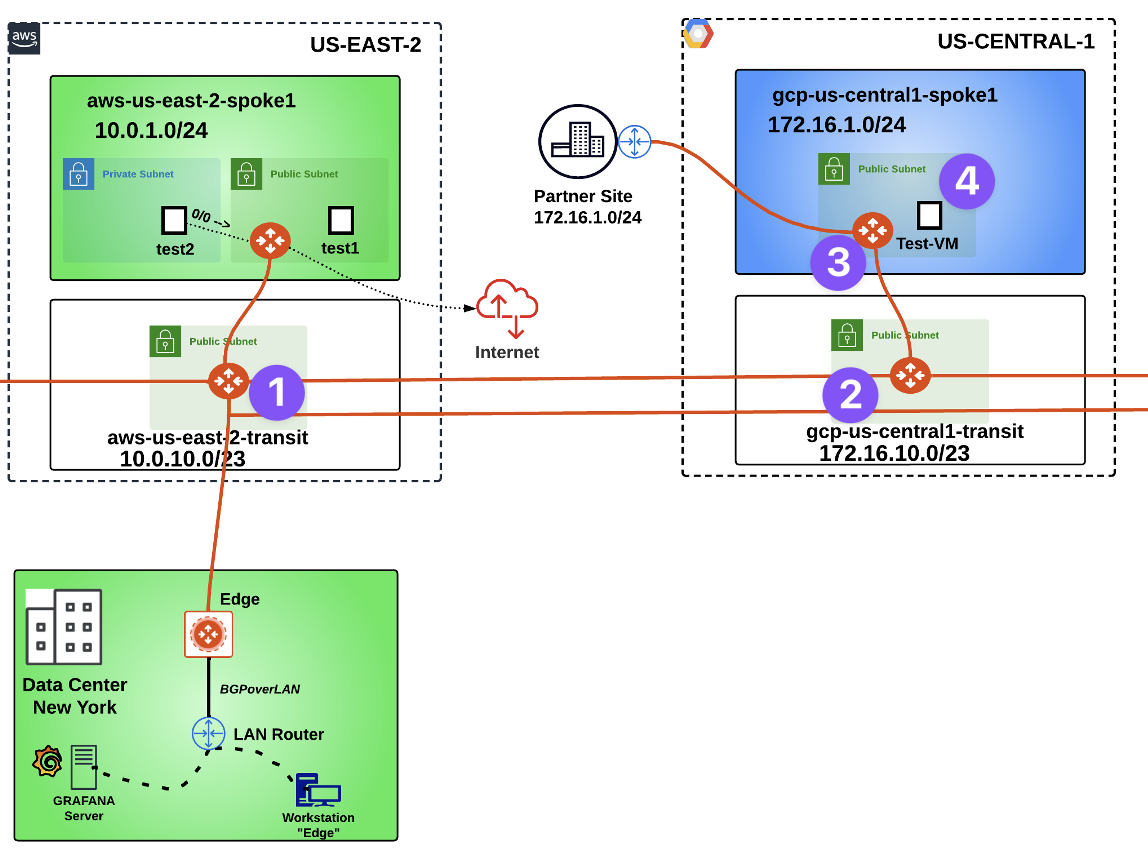 aws
US-EAST-2
aws-us-east-2-spoke1
10.0.1.0/24
Private Subnet
Public Subnet
0/0 -->
test2
test1
Internet
Public Subnet
1
aws-us-east-2-transit
10.0.10.0/23
Partner Site
172.16.1.0/24
US-CENTRAL-1
gcp-us-central1-spoke1
172.16.1.0/24
Public Subnet
4
Test-VM
3
Public Subnet
2
gcp-us-central1-transit
172.16.10.0/23
Edge
Data Center
New York
BGPoverLAN
LAN Router
GRAFANA
Server
Workstation
"Edge"